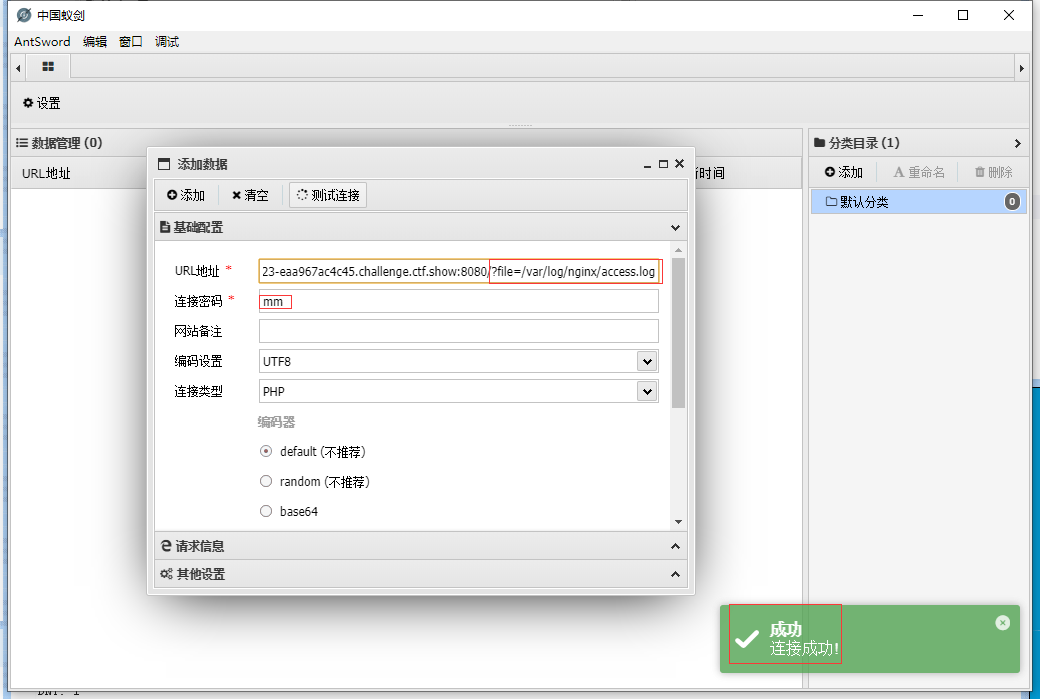 中国蚁剑
AntSword 编辑 窗口 调试
设置
数据管理 (0)
URL地址
时间
分类目录 (1)
添加 重命名 删除
默认分类 0
添加数据
添加 清空 测试连接
基础配置
URL地址 * 23-eaa967ac4c45.challenge.ctf.show:8080/?file=/var/log/nginx/access.log
连接密码 * mm
网站备注
编码设置 UTF8
连接类型 PHP
编码器
default (不推荐)
random (不推荐)
base64
请求信息
其他设置
成功
连接成功!